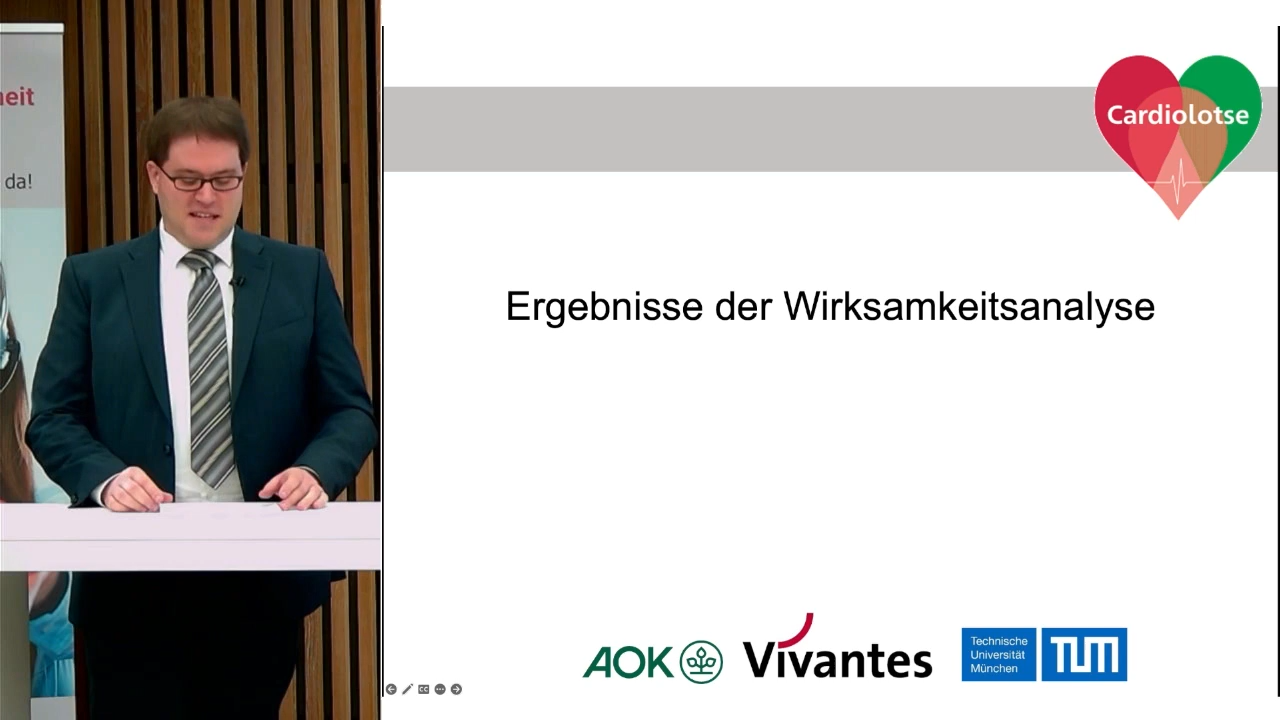 heit
da!
Cardiolotse
Ergebnisse der Wirksamkeitsanalyse
AOK
Vivantes
Technische
Universität
München
TUM